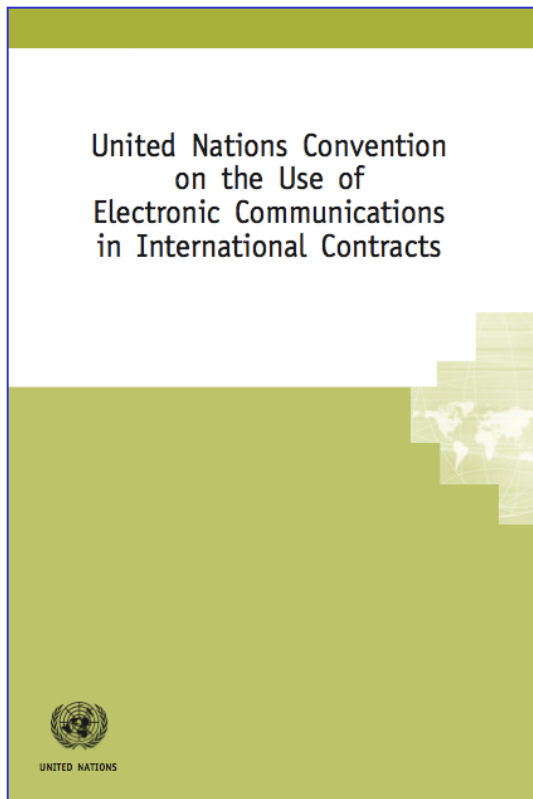 United Nations Convention
on the Use of
Electronic Communications
in International Contracts
UNITED NATIONS